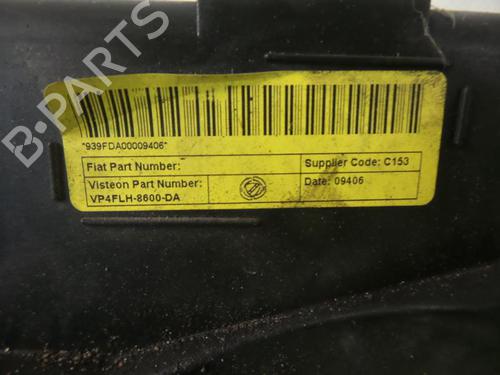 B-PARTS
*939FDA00009406*
Fiat Part Number:
Supplier Code: C153
Visteon Part Number:
VP4FLH-8600-DA
Date: 09406